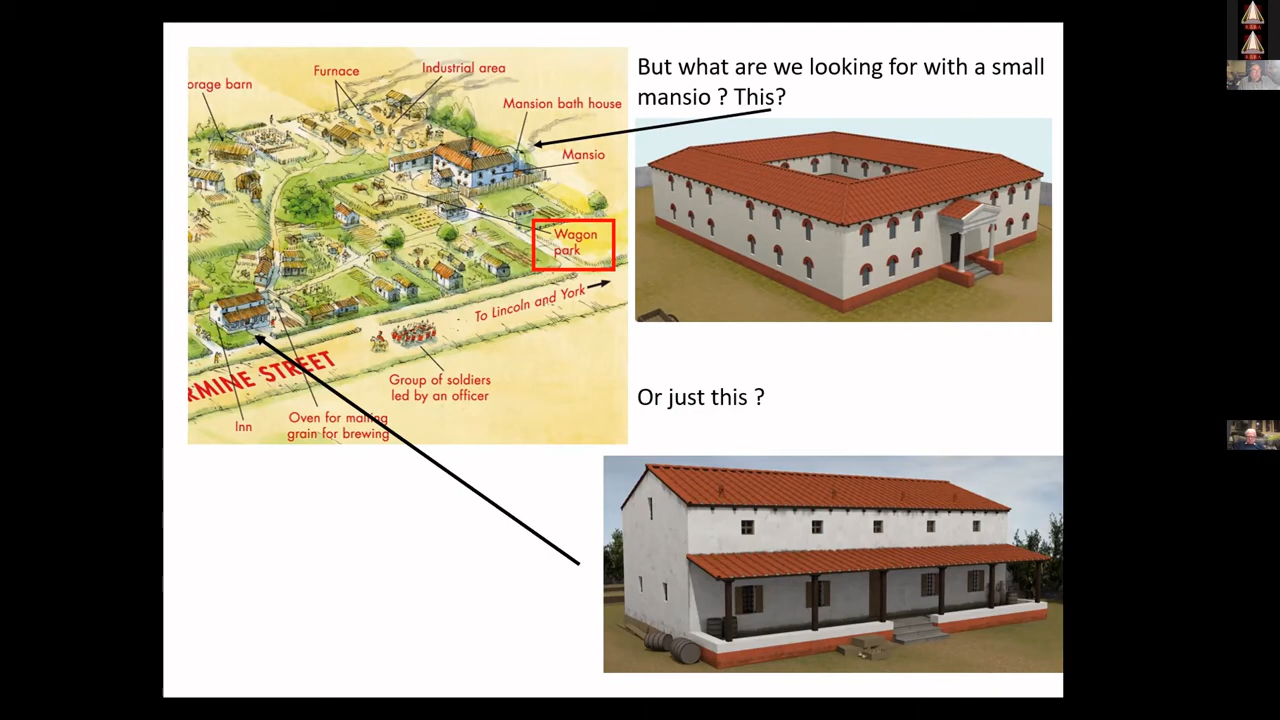 But what are we looking for with a small
mansio ? This?
orage barn
Furnace
Industrial area
Mansion bath house
Mansio
Wagon
park
To Lincoln and York
RMINE STREET
Group of soldiers
led by an officer
Inn
Oven for malting
grain for brewing
Or just this ?